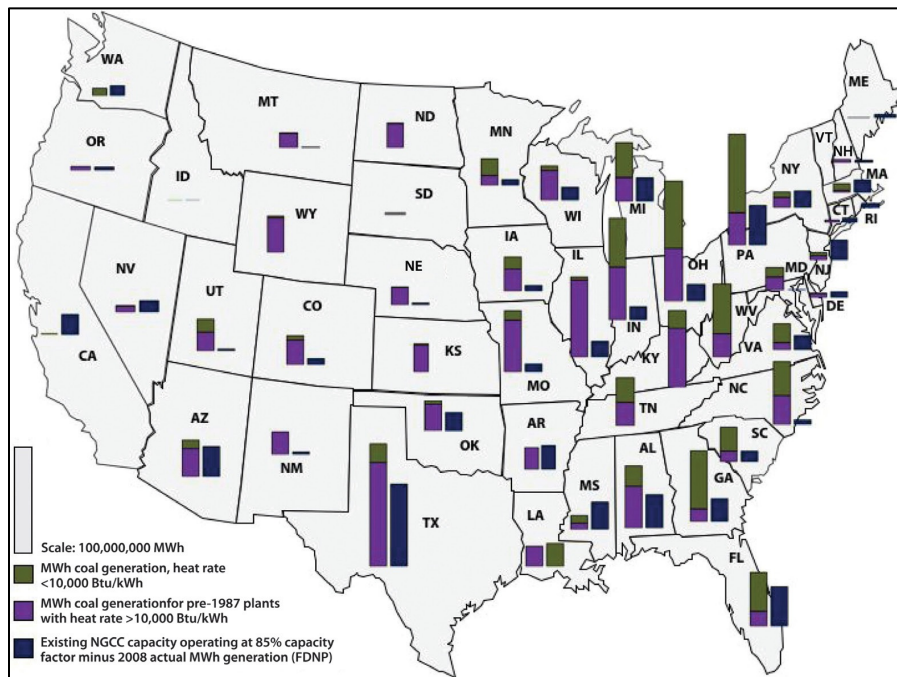 WA
MT
ND
MN
ME
VT
NH
MA
OR
ID
SD
WI
MI
NY
CT
RI
WY
IA
IL
PA
NJ
NV
UT
NE
OH
MD
DE
CO
IN
WV
CA
KS
MO
KY
VA
NC
AZ
NM
OK
AR
TN
SC
TX
LA
MS
AL
GA
FL
Scale: 100,000,000 MWh
MWh coal generation, heat rate
<10,000 Btu/kWh
MWh coal generationfor pre-1987 plants
with heat rate >10,000 Btu/kWh
Existing NGCC capacity operating at 85% capacity
factor minus 2008 actual MWh generation (FDNP)